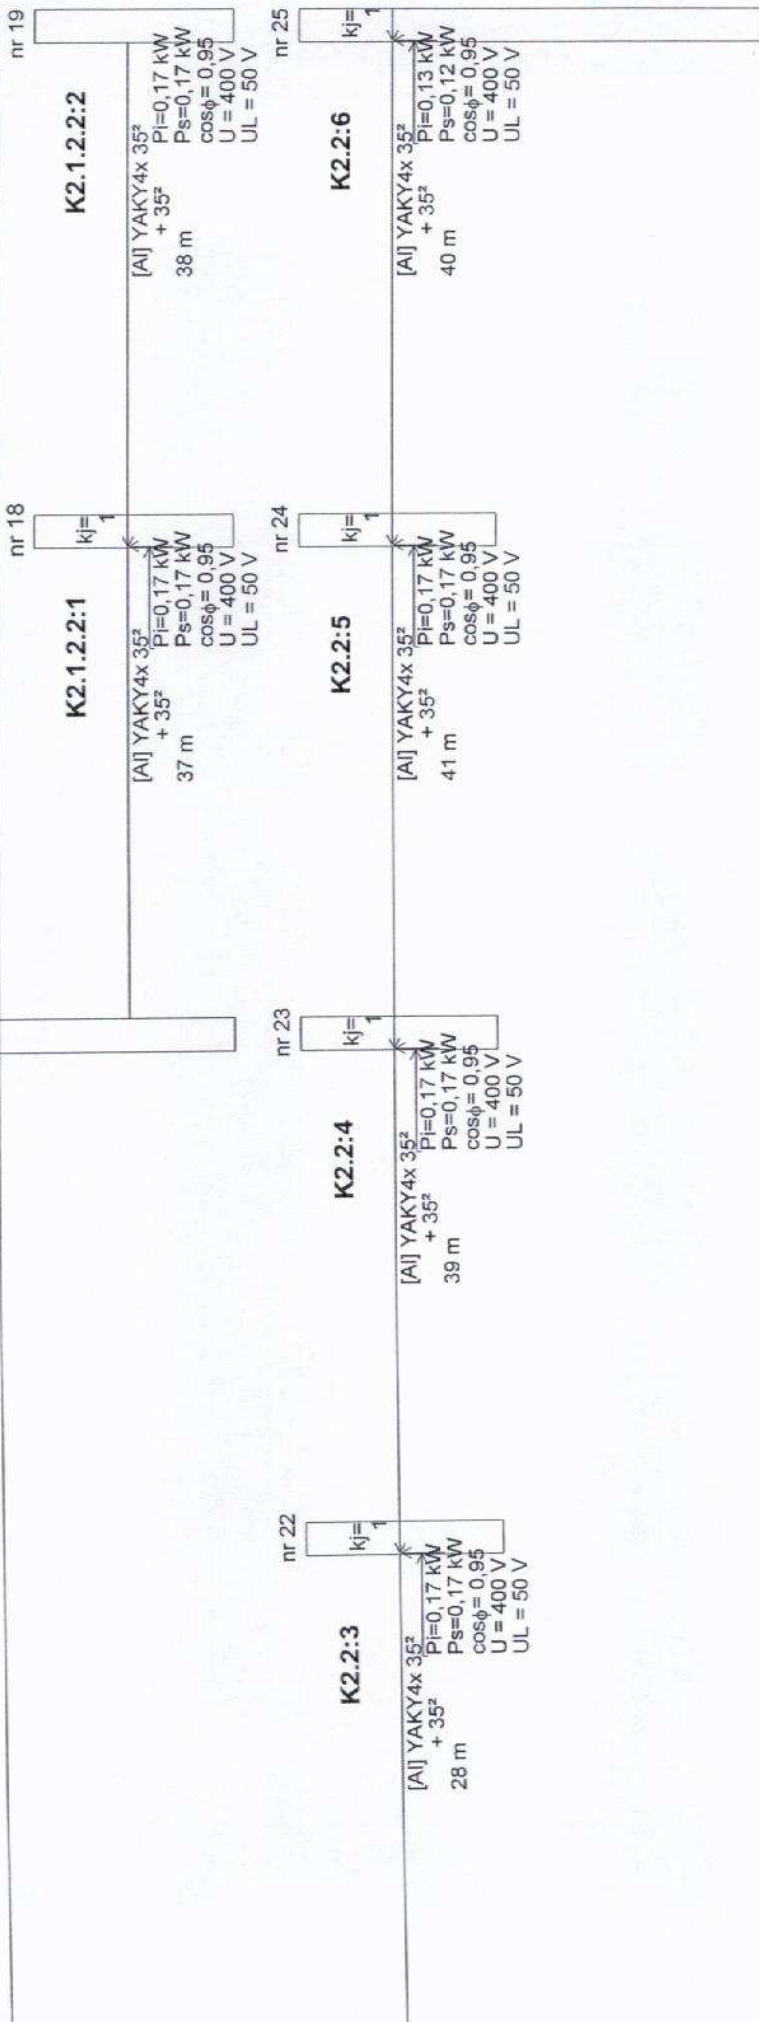 nr 18
nr 19
K2.1.2.2:1
[Al] YAKY4x 35²
+ 35²
37 m
kj=
1
Pi=0,17 kW
Ps=0,17 kW
cosϕ= 0,95
U = 400 V
UL = 50 V
K2.1.2.2:2
[Al] YAKY4x 35²
+ 35²
38 m
Pi=0,17 kW
Ps=0,17 kW
cosϕ= 0,95
U = 400 V
UL = 50 V
nr 22
nr 23
nr 24
nr 25
K2.2:3
[Al] YAKY4x 35²
+ 35²
28 m
kj=
1
Pi=0,17 kW
Ps=0,17 kW
cosϕ= 0,95
U = 400 V
UL = 50 V
K2.2:4
[Al] YAKY4x 35²
+ 35²
39 m
kj=
1
Pi=0,17 kW
Ps=0,17 kW
cosϕ= 0,95
U = 400 V
UL = 50 V
K2.2:5
[Al] YAKY4x 35²
+ 35²
41 m
kj=
1
Pi=0,17 kW
Ps=0,17 kW
cosϕ= 0,95
U = 400 V
UL = 50 V
K2.2:6
[Al] YAKY4x 35²
+ 35²
40 m
kj=
1
Pi=0,13 kW
Ps=0,12 kW
cosϕ= 0,95
U = 400 V
UL = 50 V